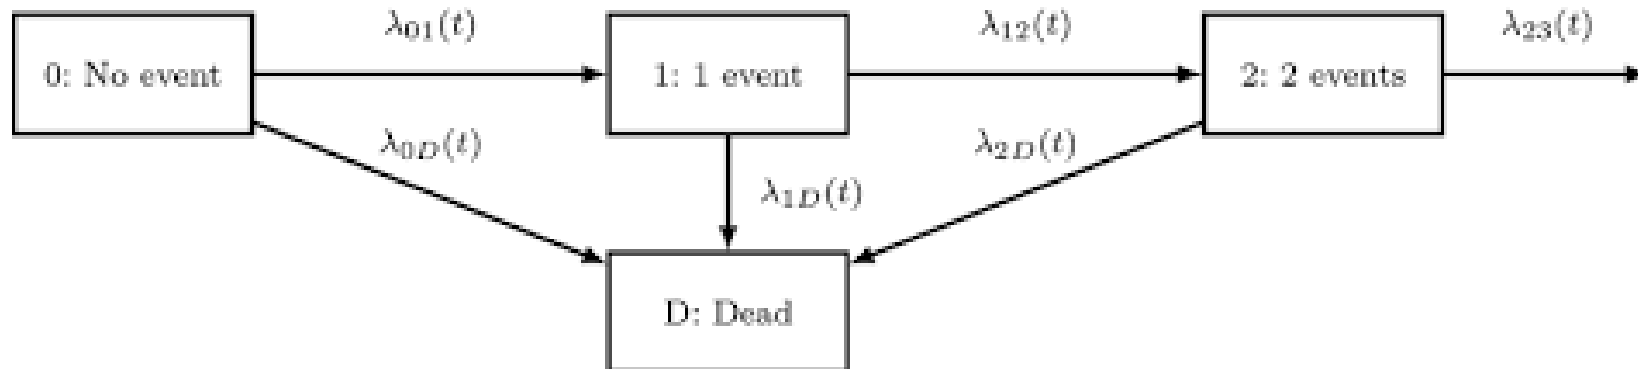 λ01(t)
λ12(t)
λ23(t)
0: No event
1: 1 event
2: 2 events
λ0D(t)
λ2D(t)
λ1D(t)
D: Dead